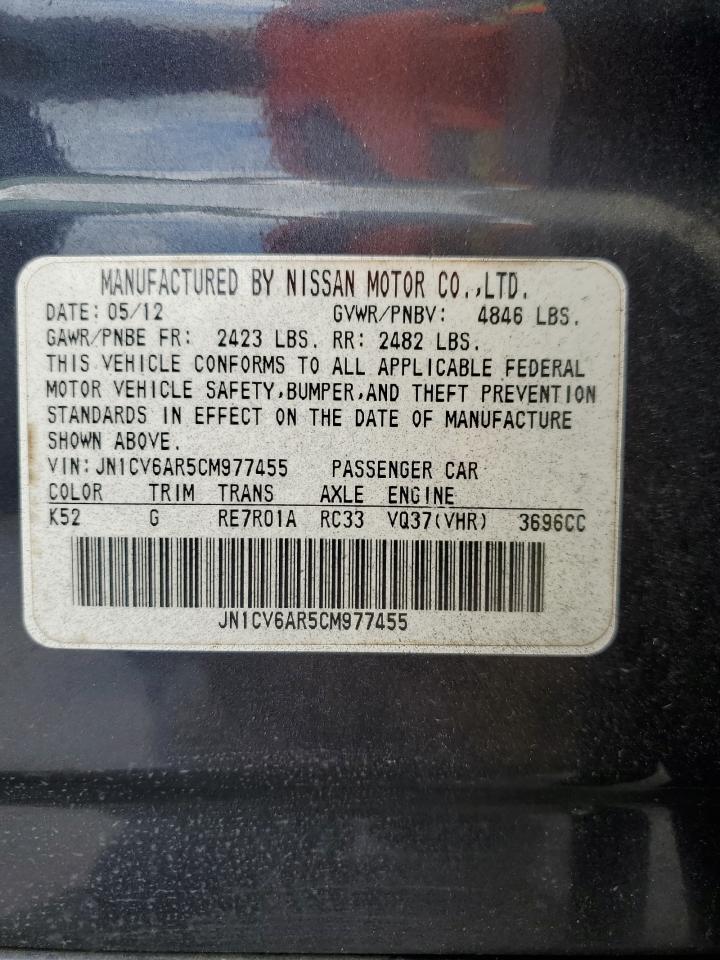 MANUFACTURED BY NISSAN MOTOR CO.,LTD.
DATE: 05/12 GVWR/PNBV: 4846 LBS.
GAWR/PNBE FR: 2423 LBS. RR: 2482 LBS.
THIS VEHICLE CONFORMS TO ALL APPLICABLE FEDERAL
MOTOR VEHICLE SAFETY,BUMPER,AND THEFT PREVENTION
STANDARDS IN EFFECT ON THE DATE OF MANUFACTURE
SHOWN ABOVE.
VIN: JN1CV6AR5CM977455 PASSENGER CAR
COLOR TRIM TRANS AXLE ENGINE
K52 G RE7R01A RC33 VQ37(VHR) 3696CC
JN1CV6AR5CM977455